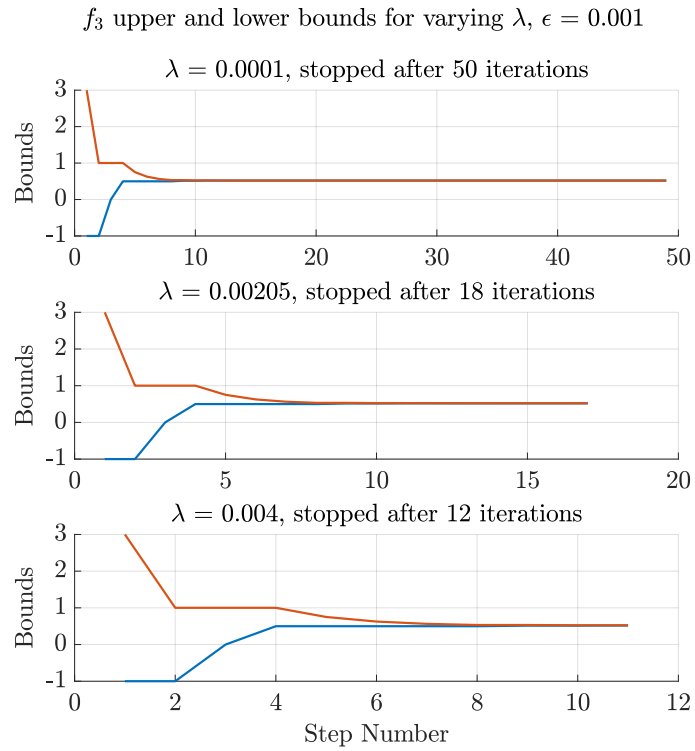 f₃ upper and lower bounds for varying λ, ϵ = 0.001
λ = 0.0001, stopped after 50 iterations
3
2
1
0
-1
Bounds
0 10 20 30 40 50
λ = 0.00205, stopped after 18 iterations
3
2
1
0
-1
Bounds
0 5 10 15 20
λ = 0.004, stopped after 12 iterations
3
2
1
0
-1
Bounds
0 2 4 6 8 10 12
Step Number